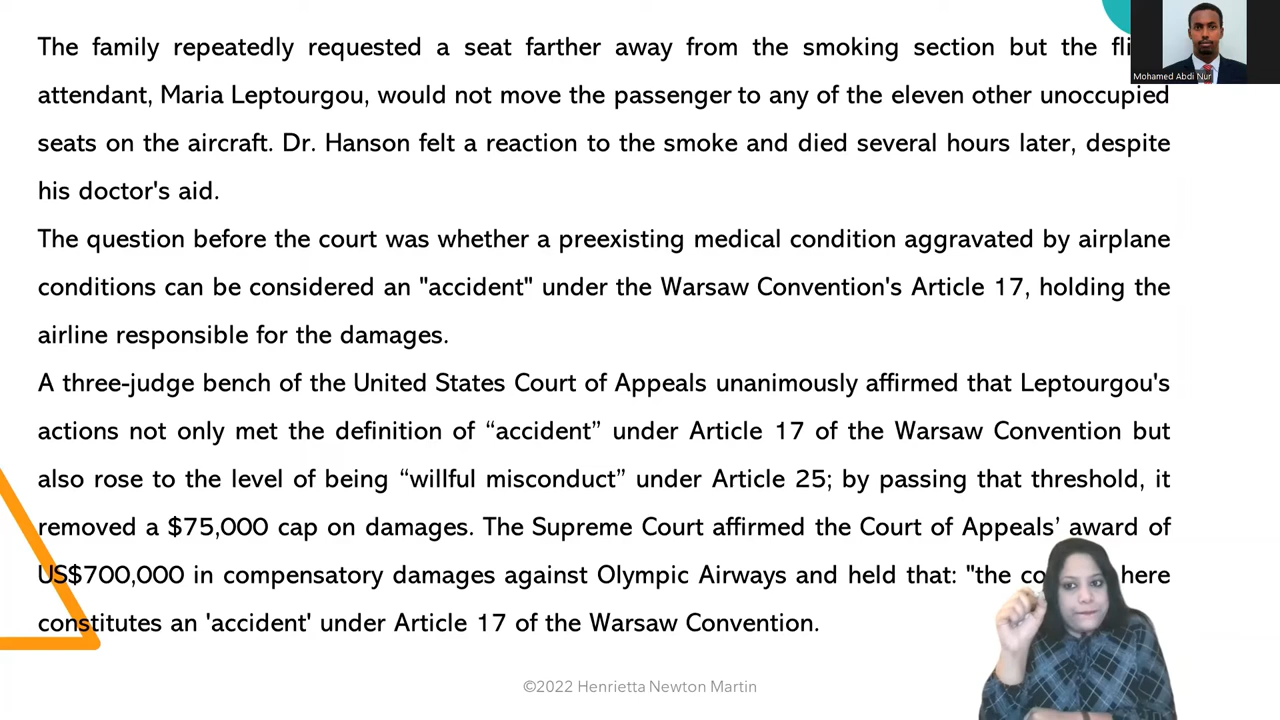 The family repeatedly requested a seat farther away from the smoking section but the
Mohamed Abdi Nur
attendant, Maria Leptourgou, would not move the passenger to any of the eleven other unoccupied
seats on the aircraft. Dr. Hanson felt a reaction to the smoke and died several hours later, despite
his doctor's aid.
The question before the court was whether a preexisting medical condition aggravated by airplane
conditions can be considered an "accident" under the Warsaw Convention's Article 17, holding the
airline responsible for the damages.
A three-judge bench of the United States Court of Appeals unanimously affirmed that Leptourgou's
actions not only met the definition of “accident” under Article 17 of the Warsaw Convention but
also rose to the level of being “willful misconduct” under Article 25; by passing that threshold, it
removed a $75,000 cap on damages. The Supreme Court affirmed the Court of Appeals’ award of
US$700,000 in compensatory damages against Olympic Airways and held that: "the here
constitutes an 'accident' under Article 17 of the Warsaw Convention.
©2022 Henrietta Newton Martin